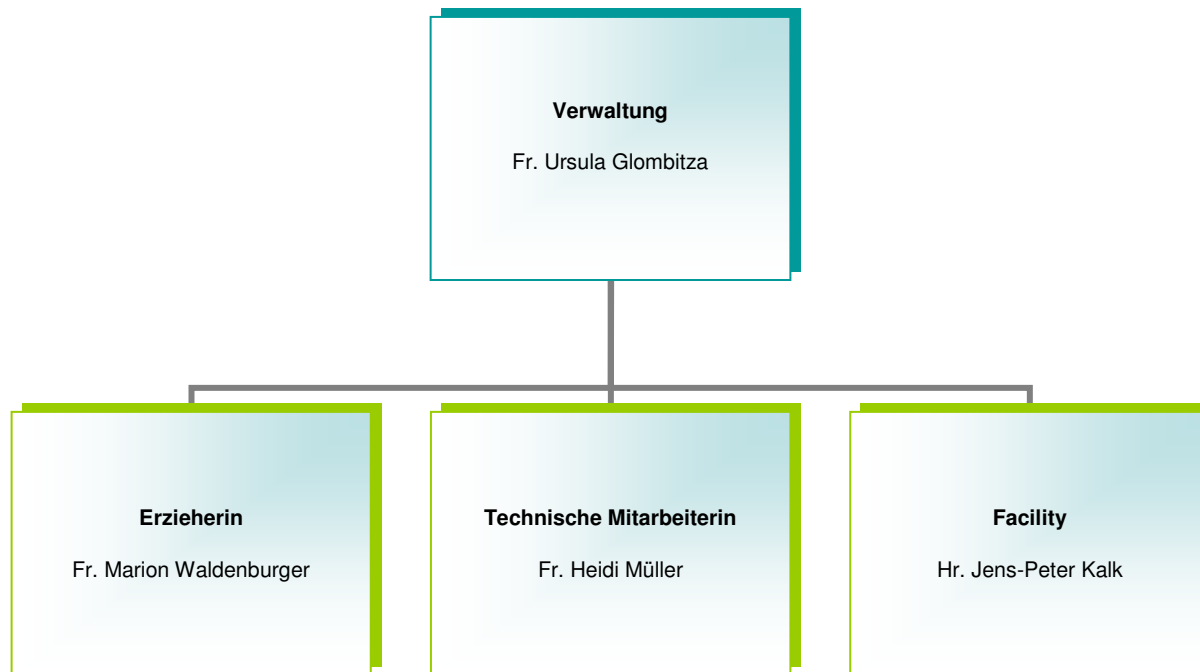 Verwaltung
Fr. Ursula Glombitza
Erzieherin
Fr. Marion Waldenburger
Technische Mitarbeiterin
Fr. Heidi Müller
Facility
Hr. Jens-Peter Kalk